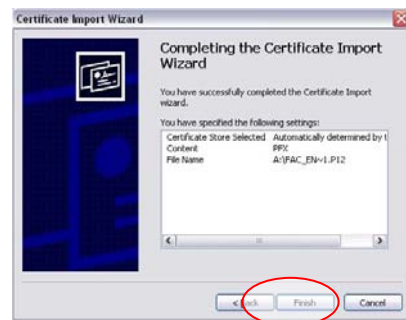 Certificate Import Wizard
Completing the Certificate Import
Wizard
You have successfully completed the Certificate Import
wizard.
You have specified the following settings:
Certificate Store Selected Automatically determined by t
Content PFX
File Name A:\FAC_EN~1.P12
< Back Finish Cancel